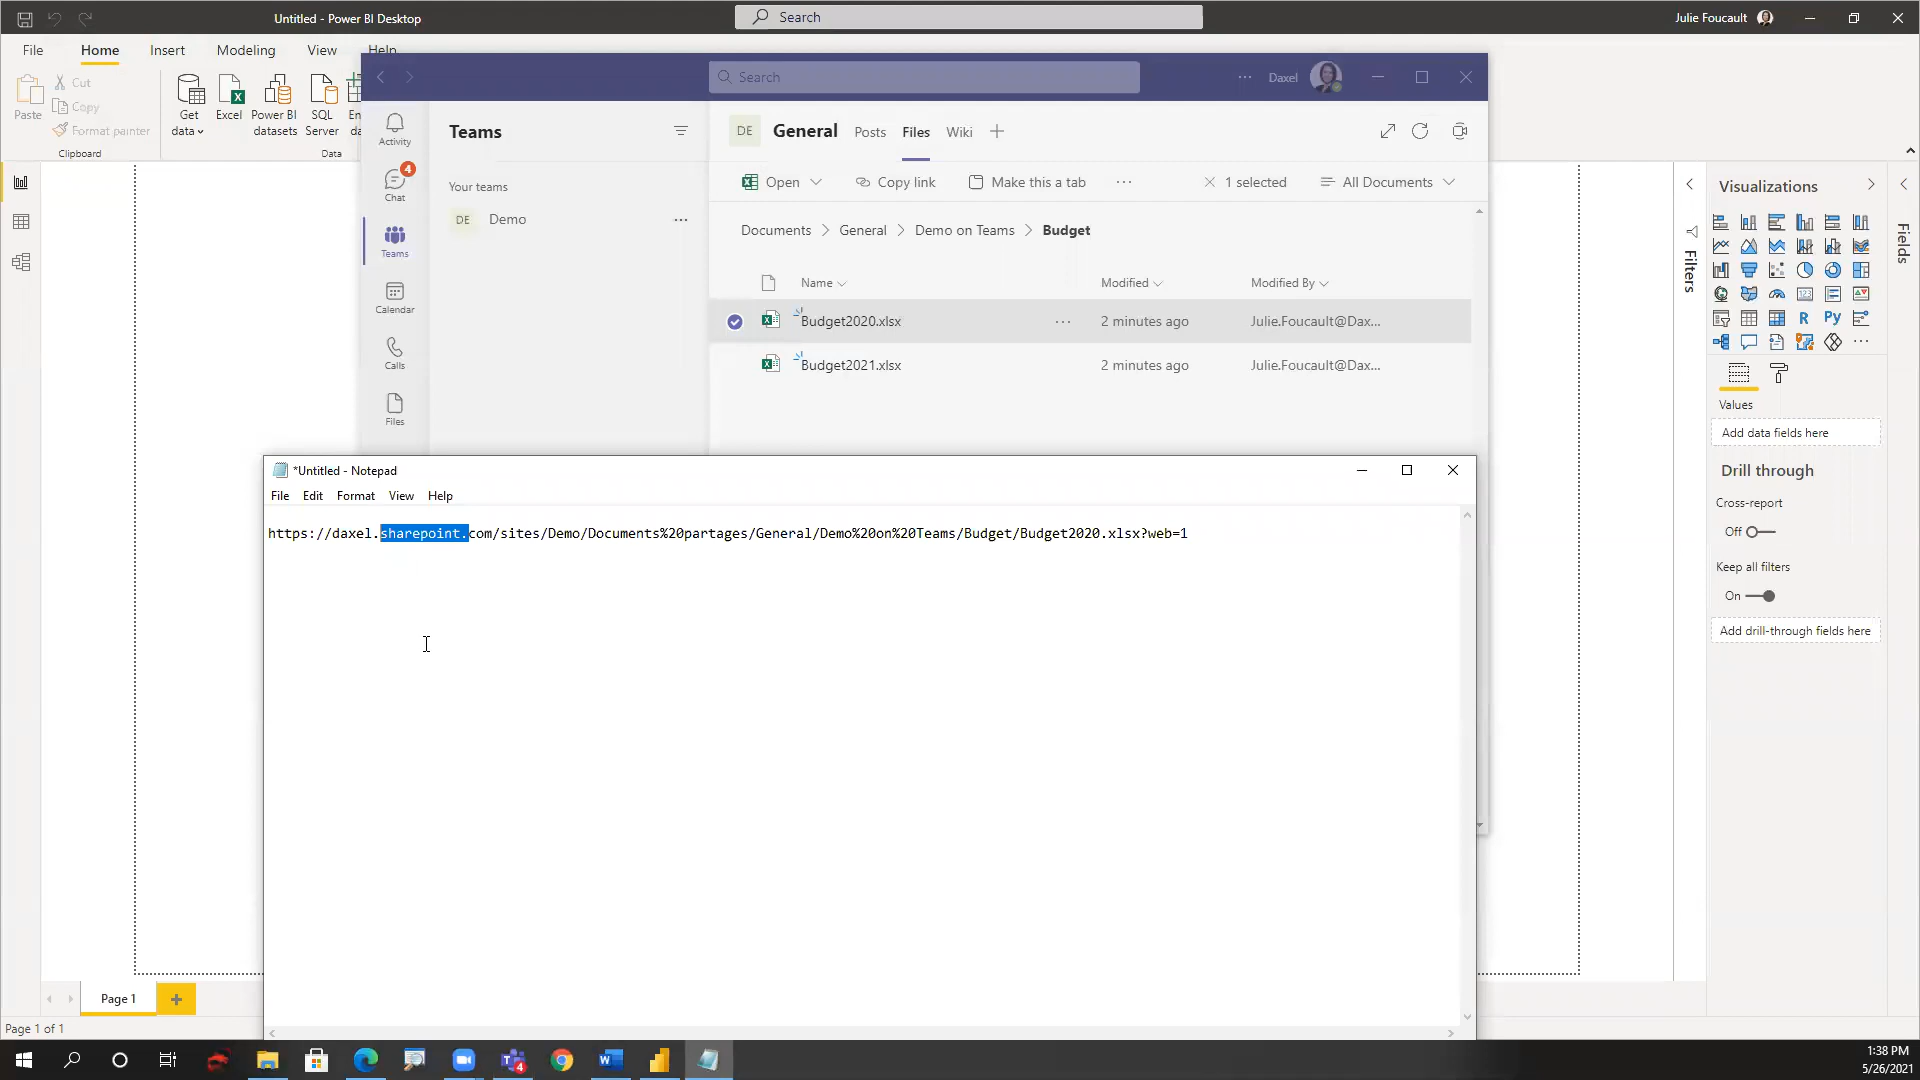 Untitled - Power BI Desktop
Search
Julie Foucault
File
Home
Insert
Modeling
View
Help
Paste
Cut
Copy
Format painter
Clipboard
Get data
Excel
Power BI datasets
SQL Server
Data
Search
Daxel
Activity
4
Chat
Teams
Calendar
Calls
Files
Teams
Your teams
DE
Demo
DE
General
Posts
Files
Wiki
Open
Copy link
Make this a tab
1 selected
All Documents
Documents > General > Demo on Teams > Budget
Name
Modified
Modified By
Budget2020.xlsx
2 minutes ago
Julie.Foucault@Dax...
Budget2021.xlsx
2 minutes ago
Julie.Foucault@Dax...
*Untitled - Notepad
File
Edit
Format
View
Help
https://daxel.sharepoint.com/sites/Demo/Documents%20partages/General/Demo%20on%20Teams/Budget/Budget2020.xlsx?web=1
Filters
Visualizations
R
Py
Values
Add data fields here
Drill through
Cross-report
Off
Keep all filters
On
Add drill-through fields here
Fields
Page 1
Page 1 of 1
4
1:38 PM
5/26/2021